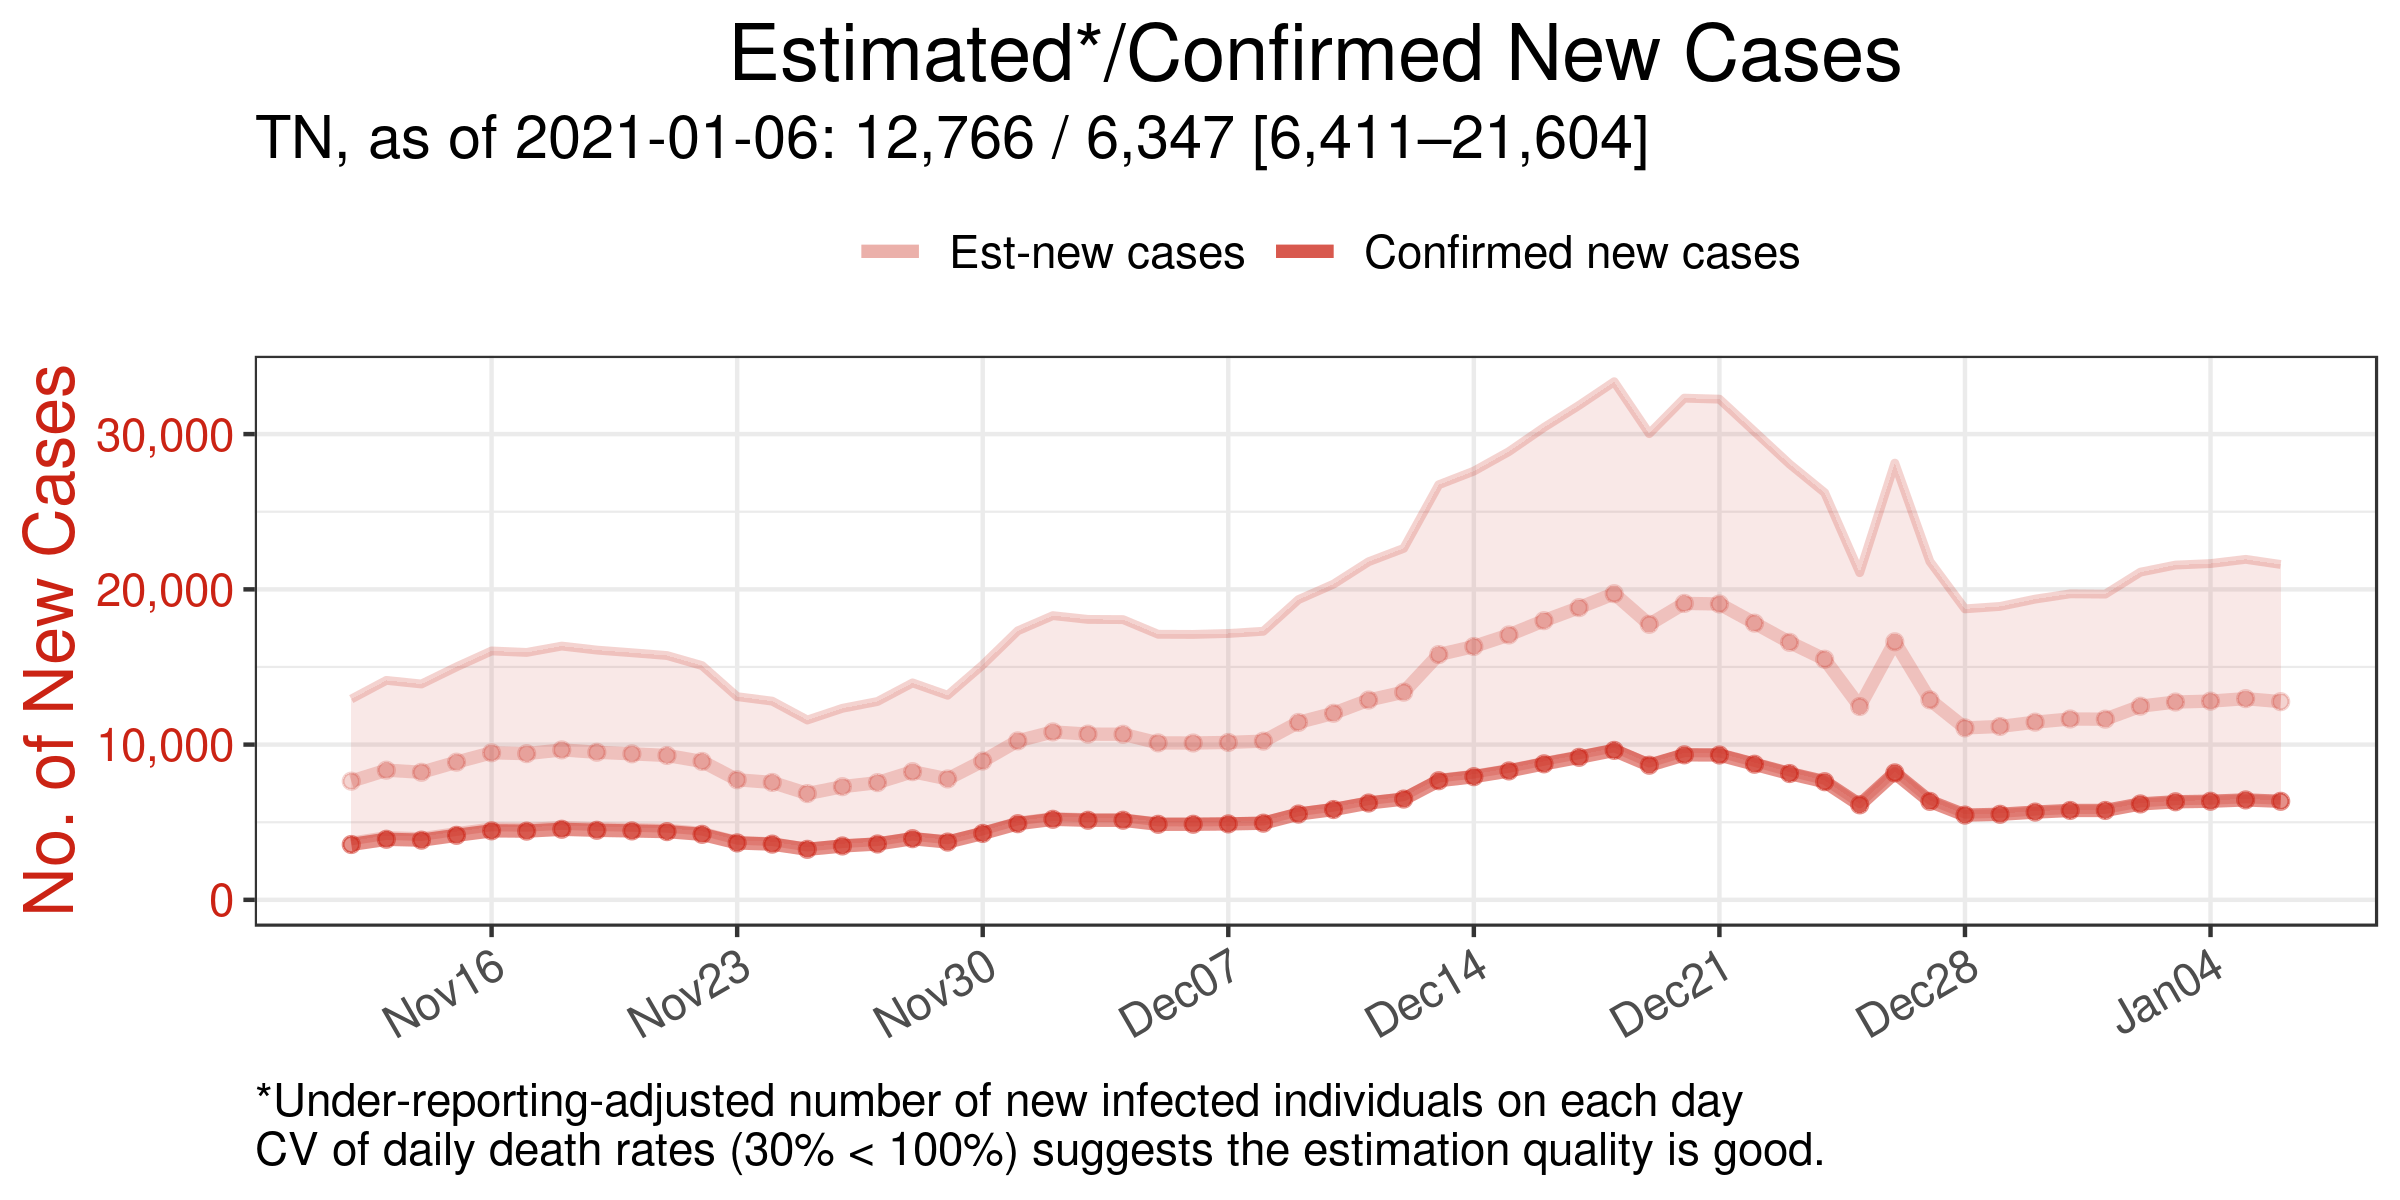 Estimated*/Confirmed New Cases
TN, as of 2021-01-06: 12,766 / 6,347 [6,411–21,604]
Est-new cases
Confirmed new cases
No. of New Cases
30,000
20,000
10,000
0
Nov16
Nov23
Nov30
Dec07
Dec14
Dec21
Dec28
Jan04
*Under-reporting-adjusted number of new infected individuals on each day
CV of daily death rates (30% < 100%) suggests the estimation quality is good.